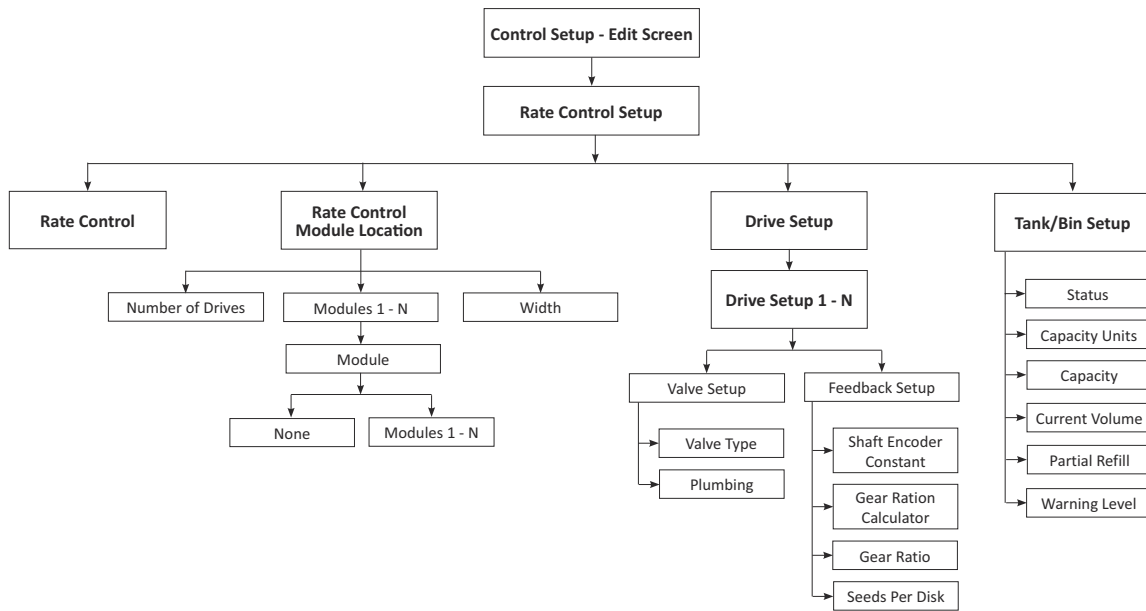 Control Setup - Edit Screen
Rate Control Setup
Rate Control
Rate Control
Module Location
Drive Setup
Tank/Bin Setup
Number of Drives
Modules 1 - N
Width
Module
None
Modules 1 - N
Drive Setup 1 - N
Valve Setup
Feedback Setup
Valve Type
Plumbing
Shaft Encoder
Constant
Gear Ration
Calculator
Gear Ratio
Seeds Per Disk
Status
Capacity Units
Capacity
Current Volume
Partial Refill
Warning Level